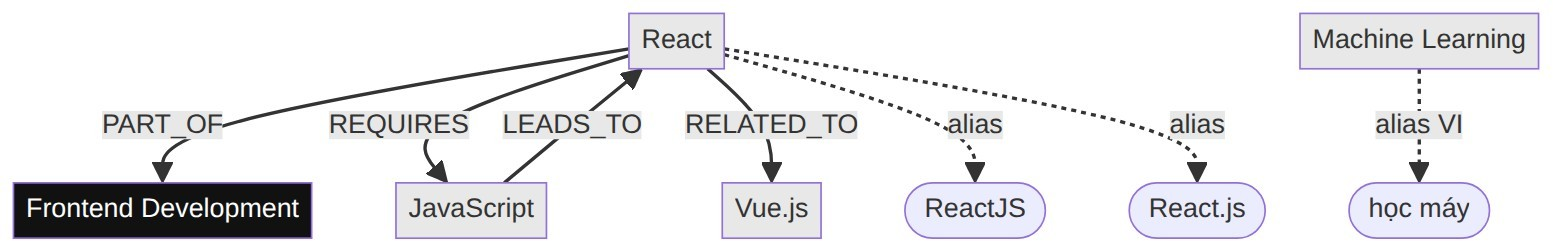 React
Machine Learning
PART_OF
REQUIRES
LEADS_TO
RELATED_TO
alias
alias
alias VI
Frontend Development
JavaScript
Vue.js
ReactJS
React.js
học máy